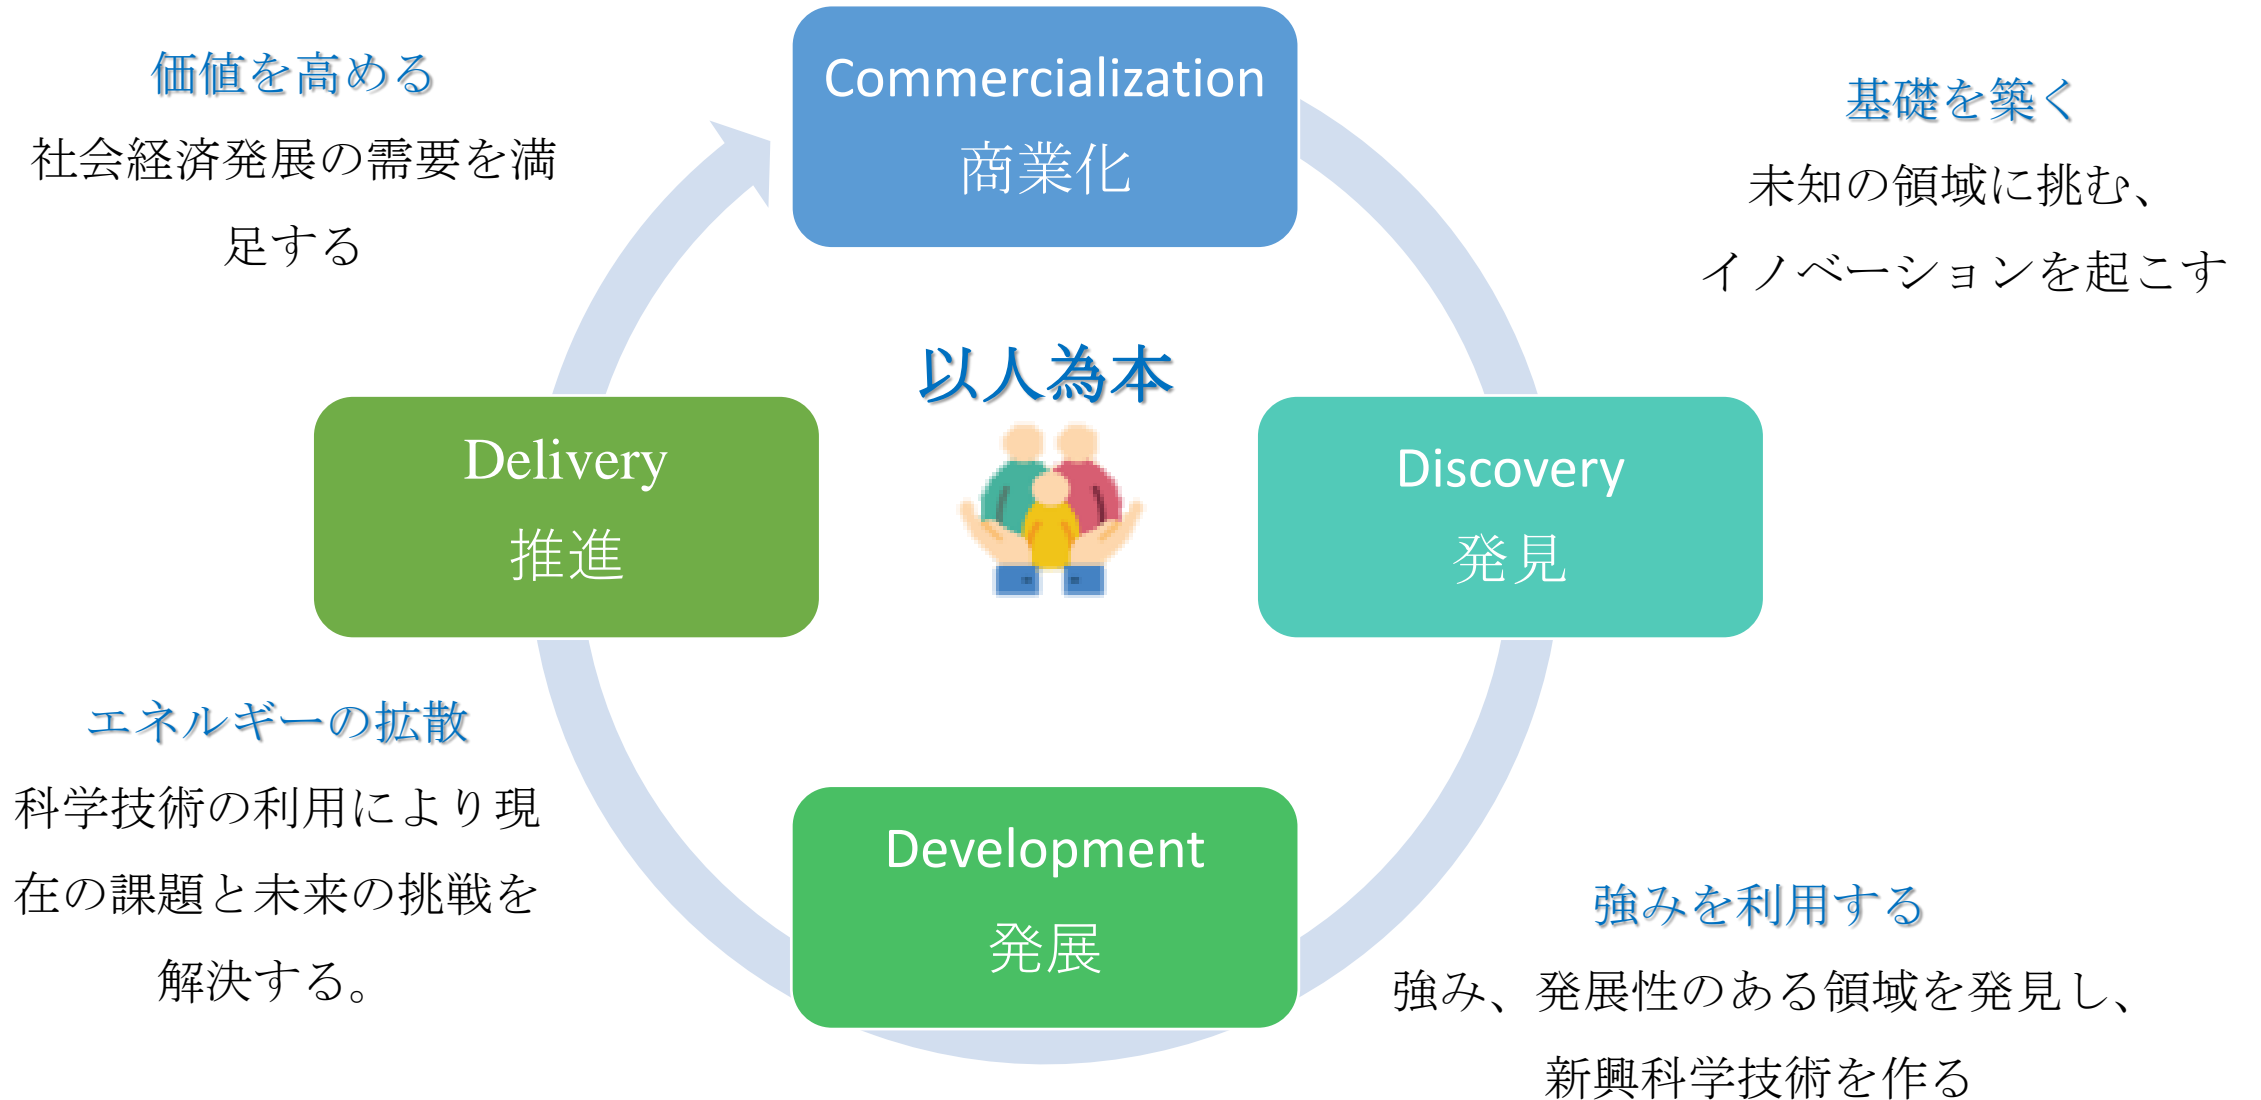 Commercialization
商業化
価値を高める
社会経済発展の需要を満
足する
基礎を築く
未知の領域に挑む、
イノベーションを起こす
以人為本
Delivery
推進
Discovery
発見
エネルギーの拡散
科学技術の利用により現
在の課題と未来の挑戦を
解決する。
Development
発展
強みを利用する
強み、発展性のある領域を発見し、
新興科学技術を作る